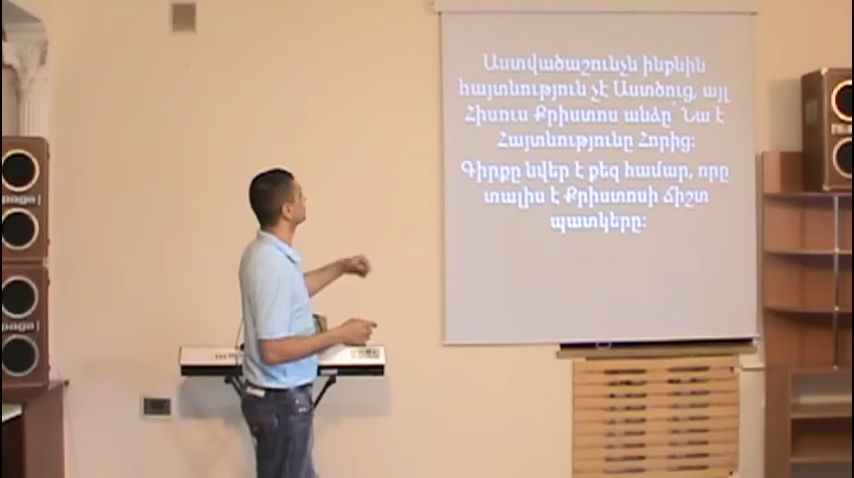 Աստվածաշունչն ինքնին
հայտնություն չէ Աստծուց, այլ
Հիսուս Քրիստոս անձը՝ Նա է
Հայտնությունը Հորից:
Գիրքը նվեր է քեզ համար, որը
տալիս է Քրիստոսի ճիշտ
պատկերը: